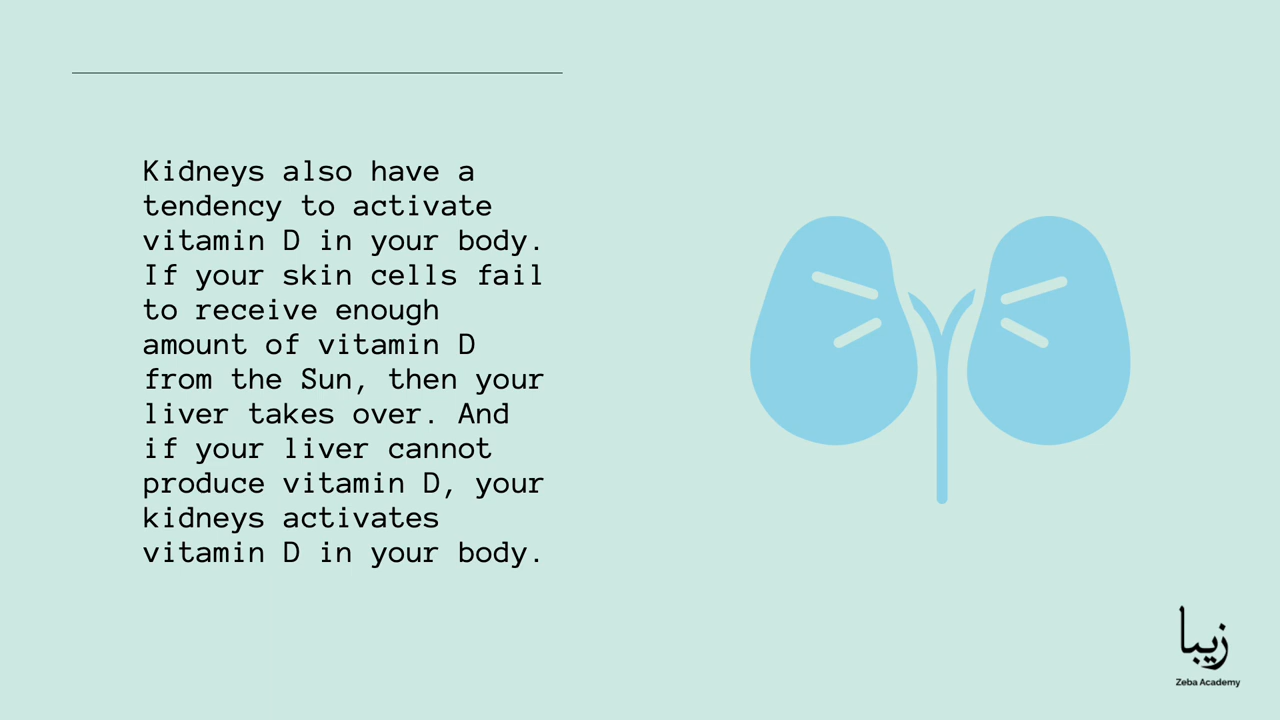 Kidneys also have a
tendency to activate
vitamin D in your body.
If your skin cells fail
to receive enough
amount of vitamin D
from the Sun, then your
liver takes over. And
if your liver cannot
produce vitamin D, your
kidneys activates
vitamin D in your body.
زیبا
Zeba Academy